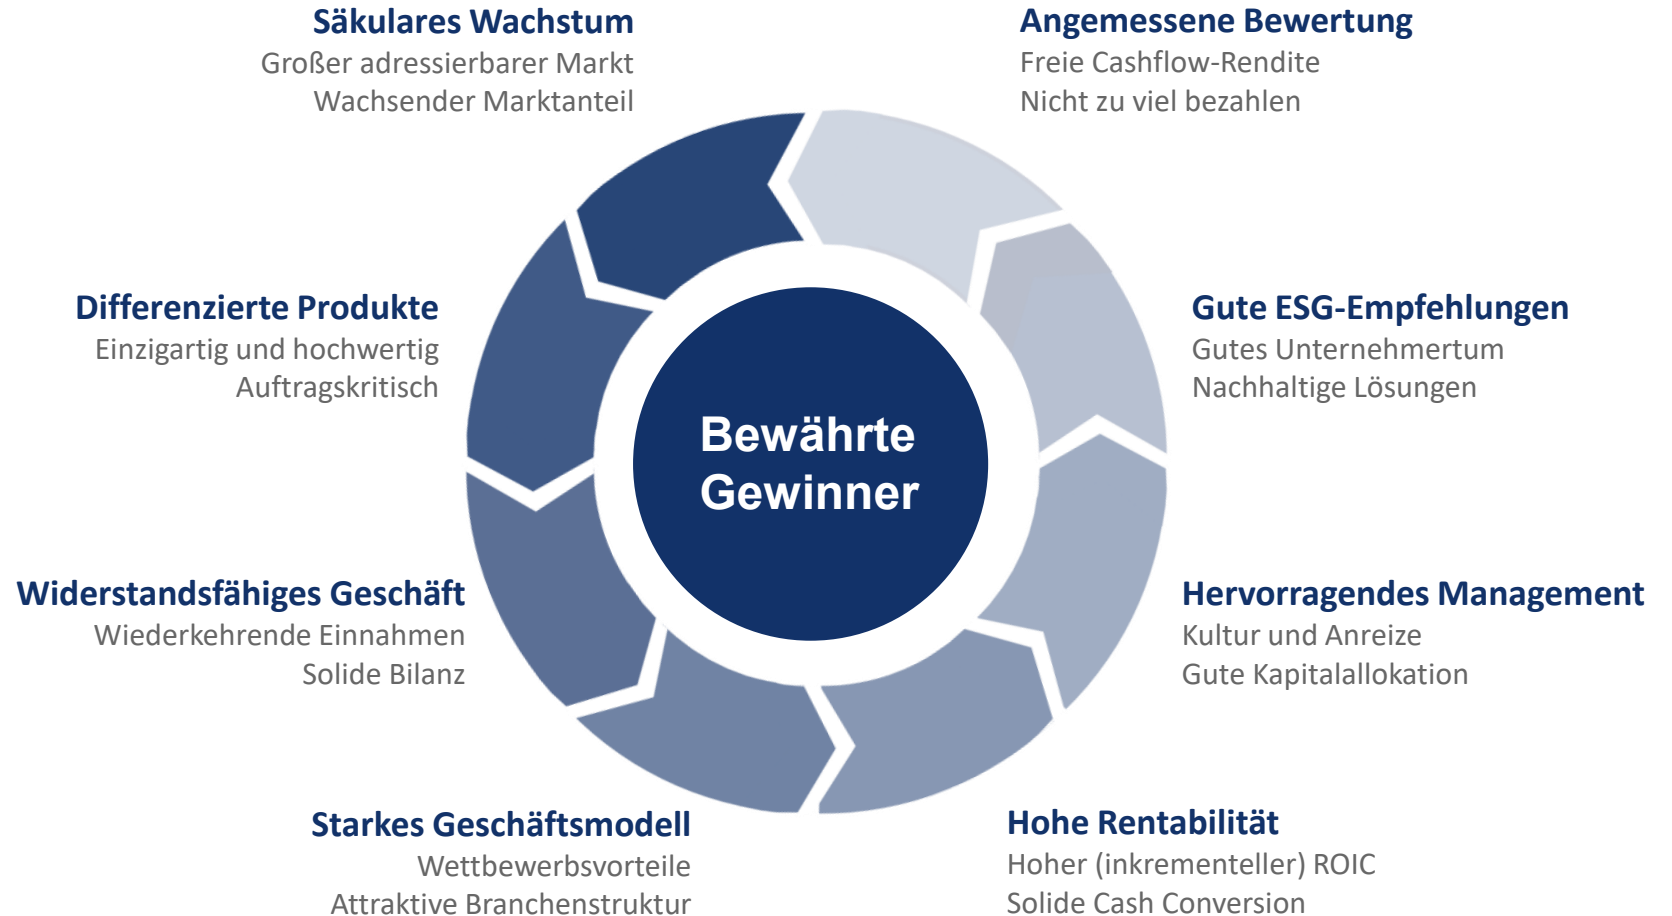 Säkulares Wachstum
Großer adressierbarer Markt
Wachsender Marktanteil
Angemessene Bewertung
Freie Cashflow-Rendite
Nicht zu viel bezahlen
Differenzierte Produkte
Einzigartig und hochwertig
Auftragskritisch
Gute ESG-Empfehlungen
Gutes Unternehmertum
Nachhaltige Lösungen
Bewährte
Gewinner
Widerstandsfähiges Geschäft
Wiederkehrende Einnahmen
Solide Bilanz
Hervorragendes Management
Kultur und Anreize
Gute Kapitalallokation
Starkes Geschäftsmodell
Wettbewerbsvorteile
Attraktive Branchenstruktur
Hohe Rentabilität
Hoher (inkrementeller) ROIC
Solide Cash Conversion